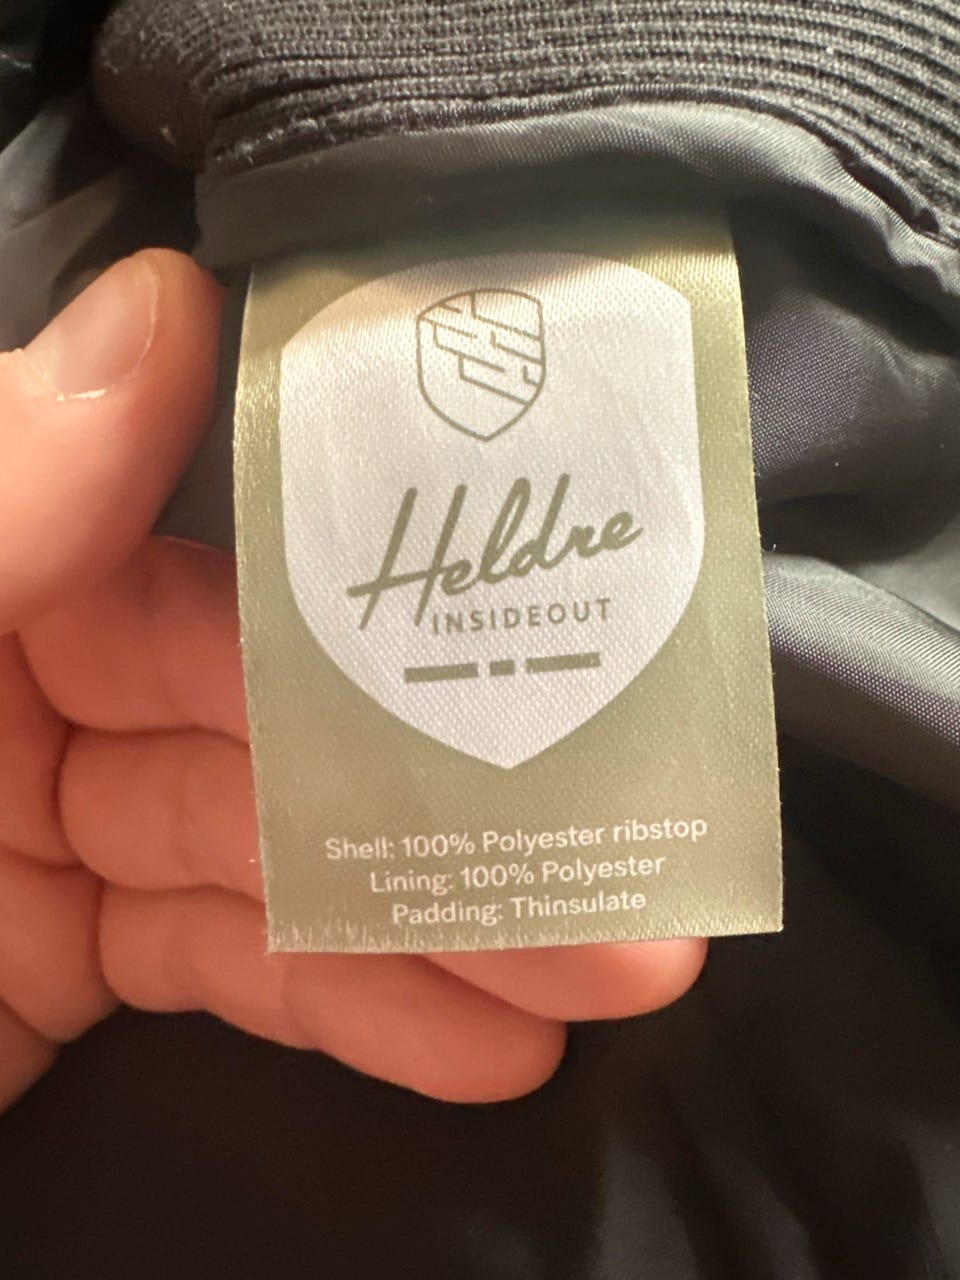 Heldre
INSIDEOUT
Shell: 100% Polyester ribstop
Lining: 100% Polyester
Padding: Thinsulate